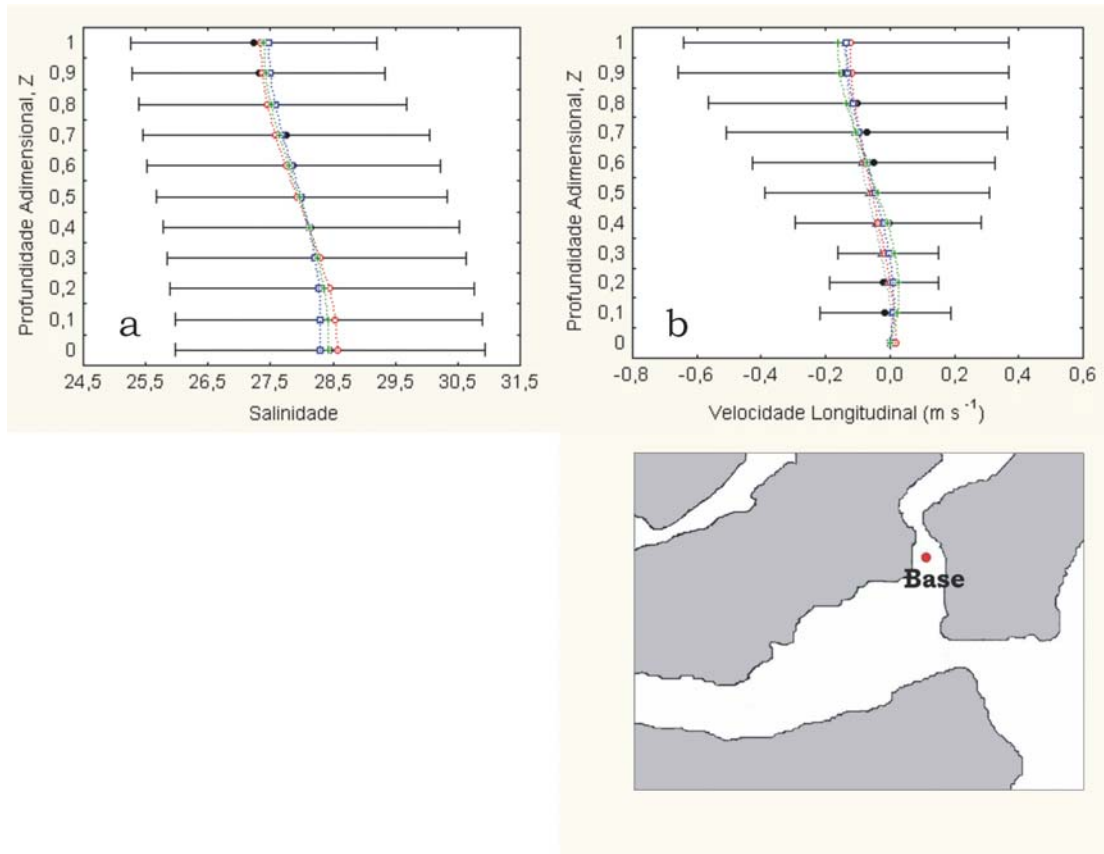 Profundidade Adimensional, Z
1
0,9
0,8
0,7
0,6
0,5
0,4
0,3
0,2
0,1
0
a
24,5 25,5 26,5 27,5 28,5 29,5 30,5 31,5
Salinidade
Profundidade Adimensional, Z
1
0,9
0,8
0,7
0,6
0,5
0,4
0,3
0,2
0,1
0
b
-0,8 -0,6 -0,4 -0,2 0,0 0,2 0,4 0,6
Velocidade Longitudinal (m s⁻¹)
Base